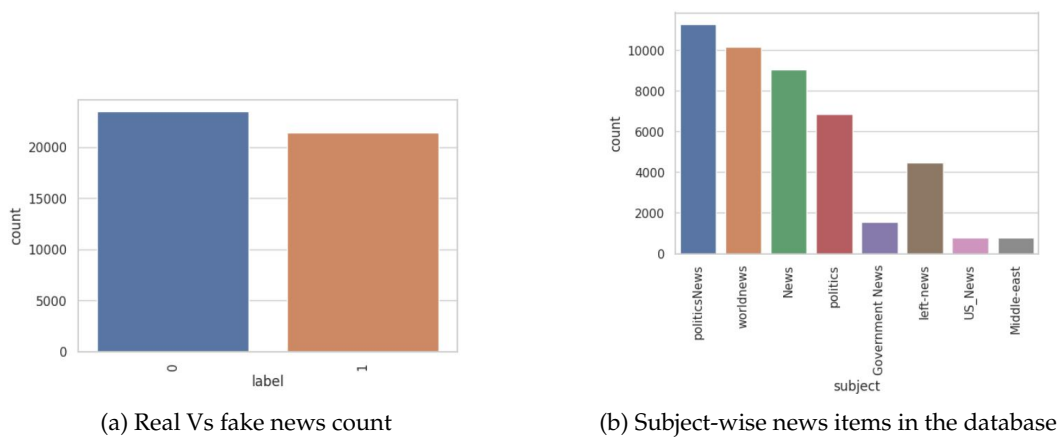 20000
15000
10000
5000
0
count
0
1
label
(a) Real Vs fake news count
10000
8000
6000
4000
2000
0
count
politicsNews
worldnews
News
politics
Government News
left-news
US_News
Middle-east
subject
(b) Subject-wise news items in the database